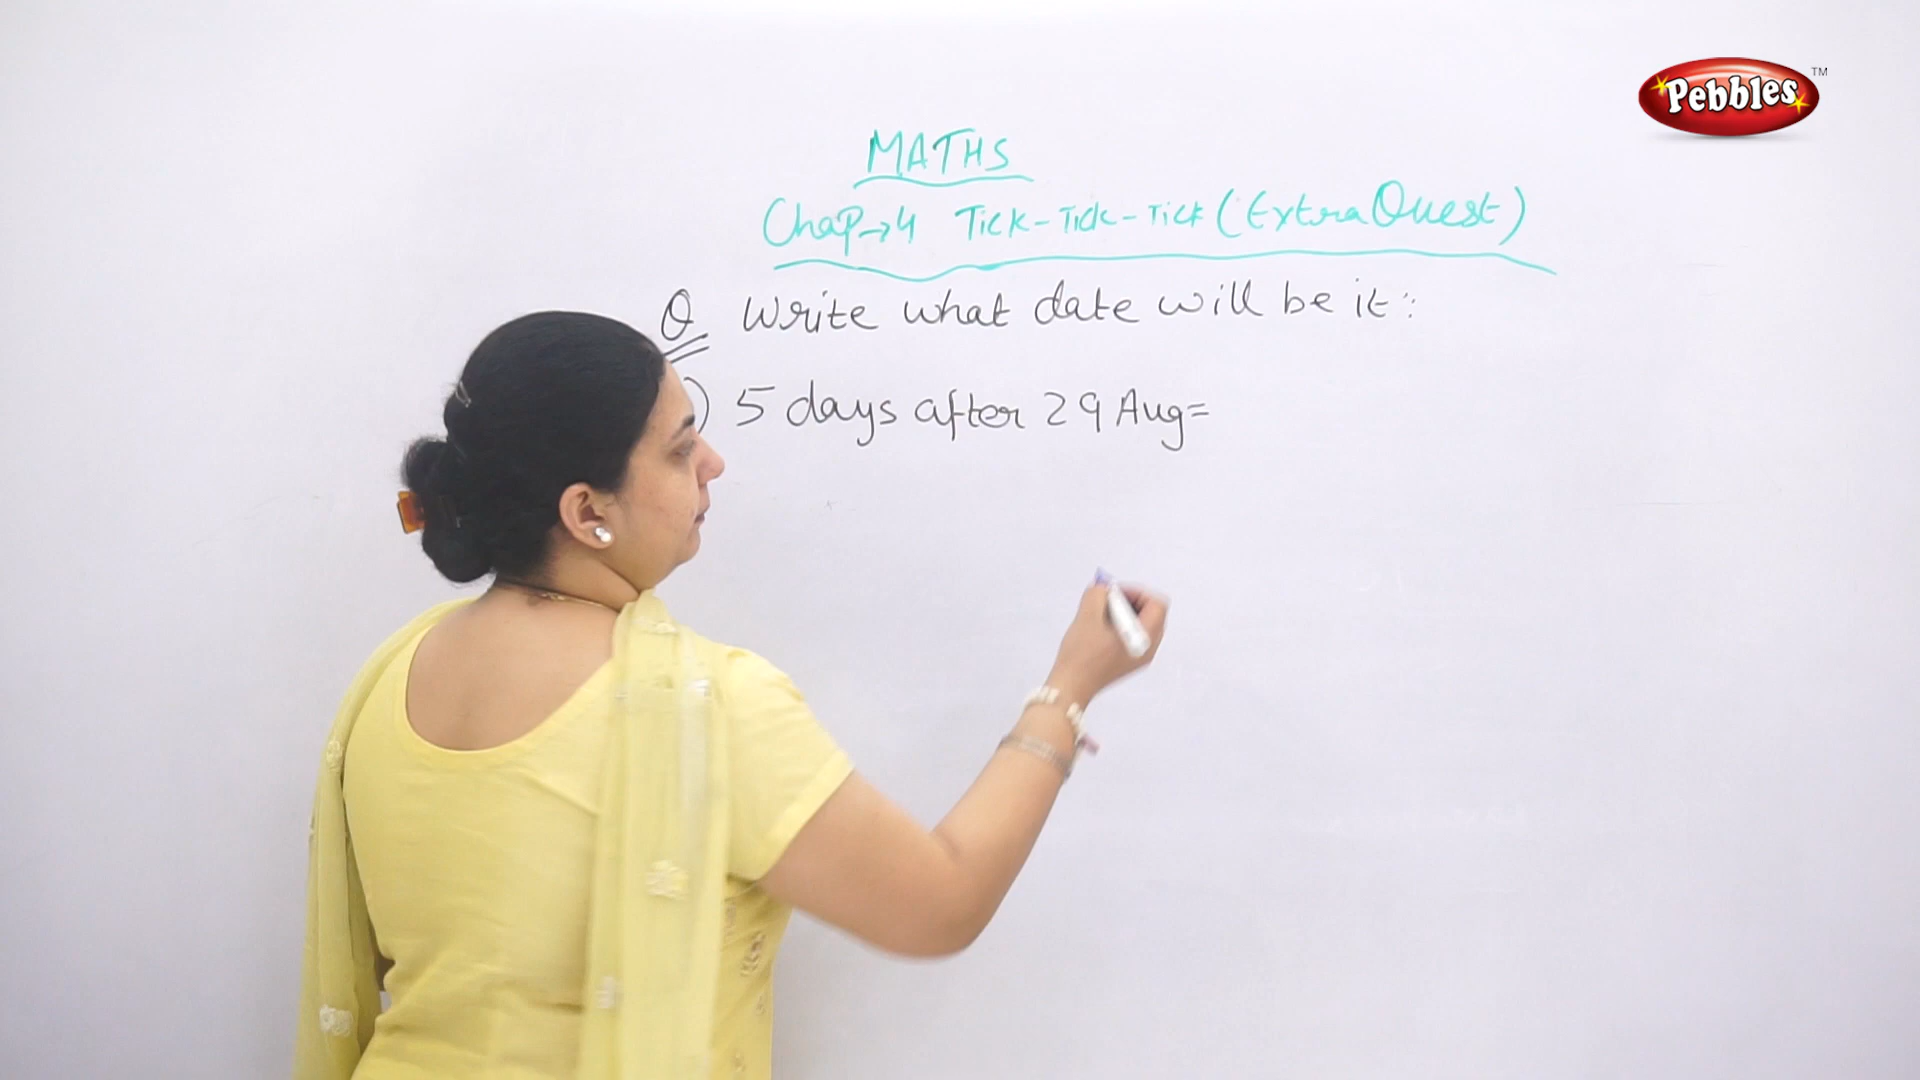 Pebbles TM
MATHS
Chap→4 Tick-Tick-Tick (Extra Quest)
Q Write what date will be it:
) 5 days after 29 Aug=